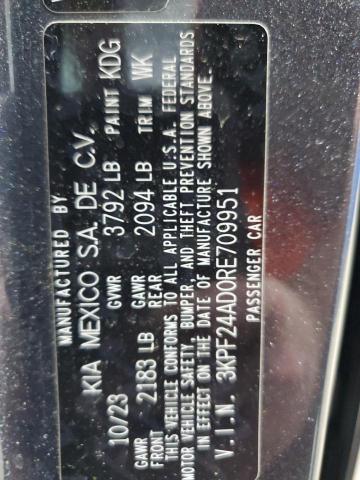 MANUFACTURED BY
KIA MEXICO S.A. DE C.V.
10/23 GVWR 3792 LB PAINT KDG
GAWR FRONT 2183 LB GAWR REAR 2094 LB TRIM WK
THIS VEHICLE CONFORMS TO ALL APPLICABLE U.S.A. FEDERAL
MOTOR VEHICLE SAFETY, BUMPER, AND THEFT PREVENTION STANDARDS
IN EFFECT ON THE DATE OF MANUFACTURE SHOWN ABOVE.
V.I.N. 3KPF24AD0RE709951
PASSENGER CAR